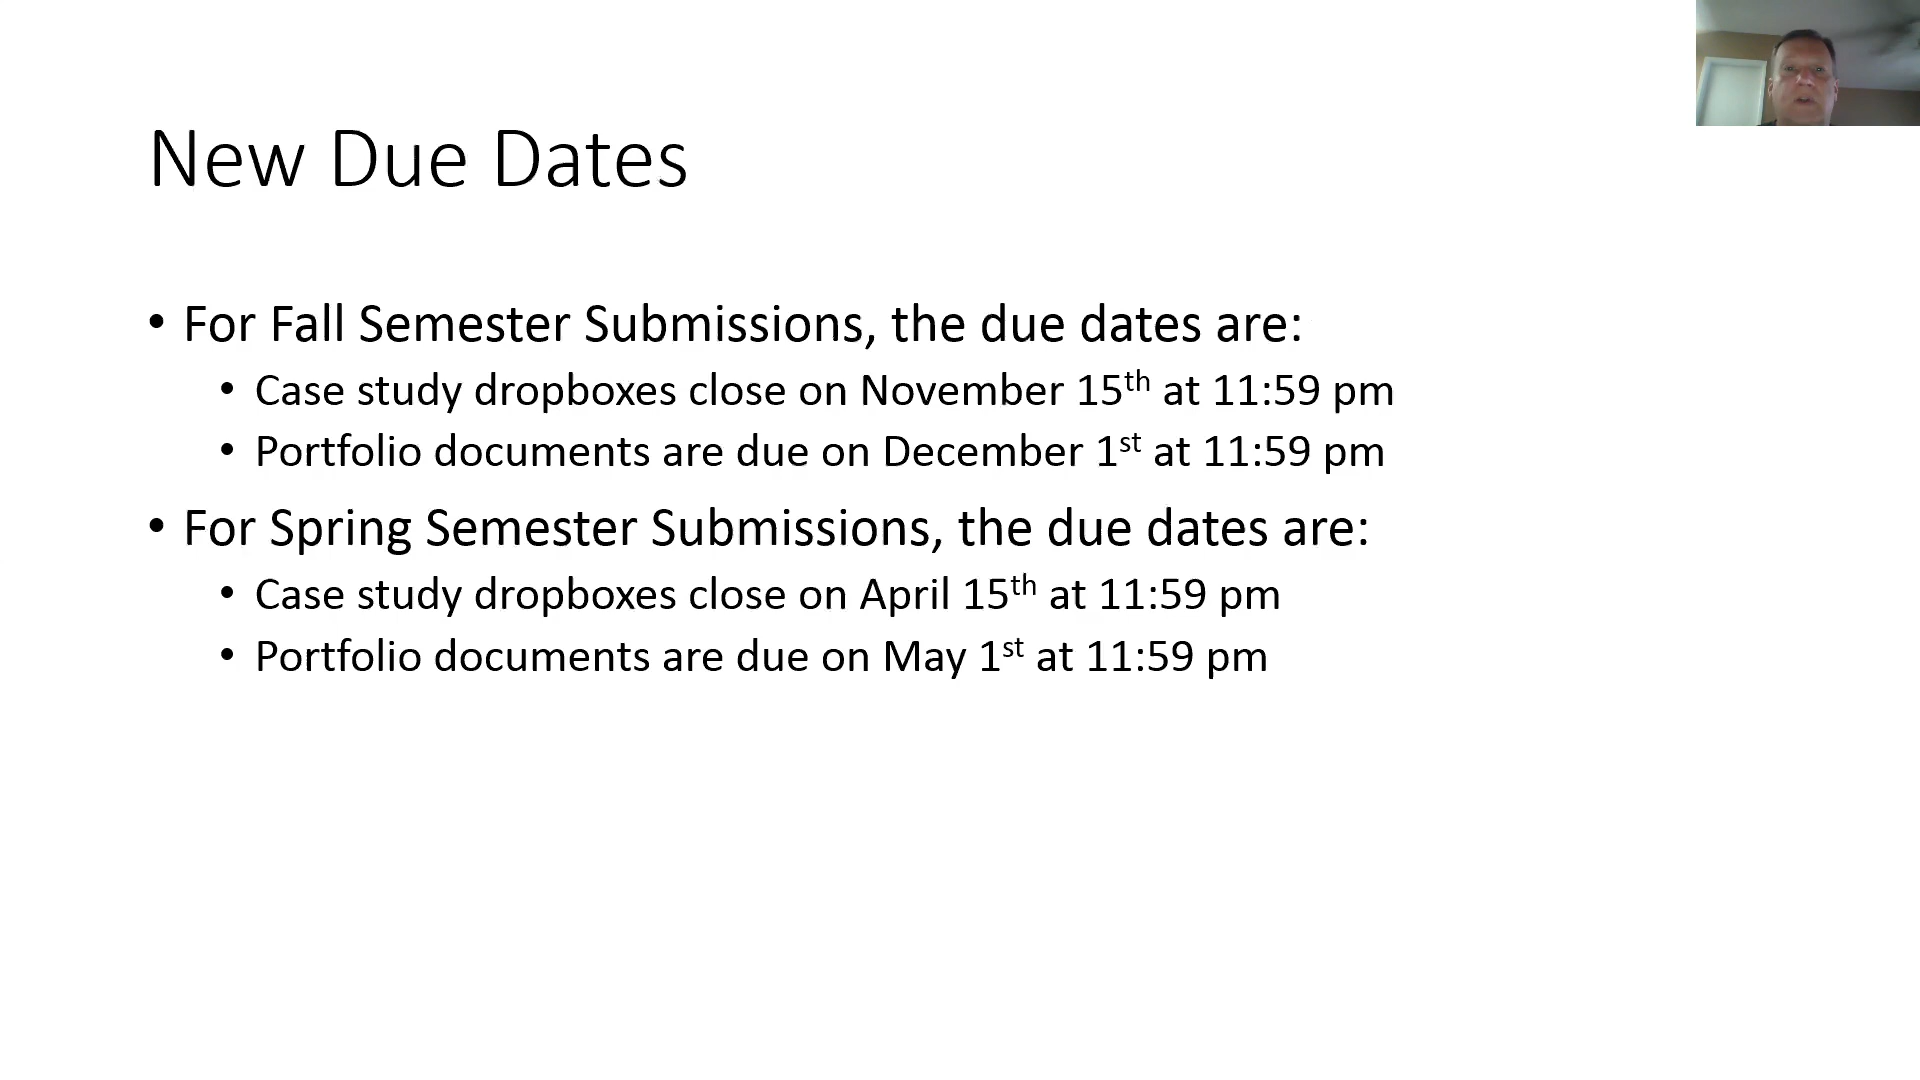 New Due Dates
• For Fall Semester Submissions, the due dates are:
• Case study dropboxes close on November 15th at 11:59 pm
• Portfolio documents are due on December 1st at 11:59 pm
• For Spring Semester Submissions, the due dates are:
• Case study dropboxes close on April 15th at 11:59 pm
• Portfolio documents are due on May 1st at 11:59 pm